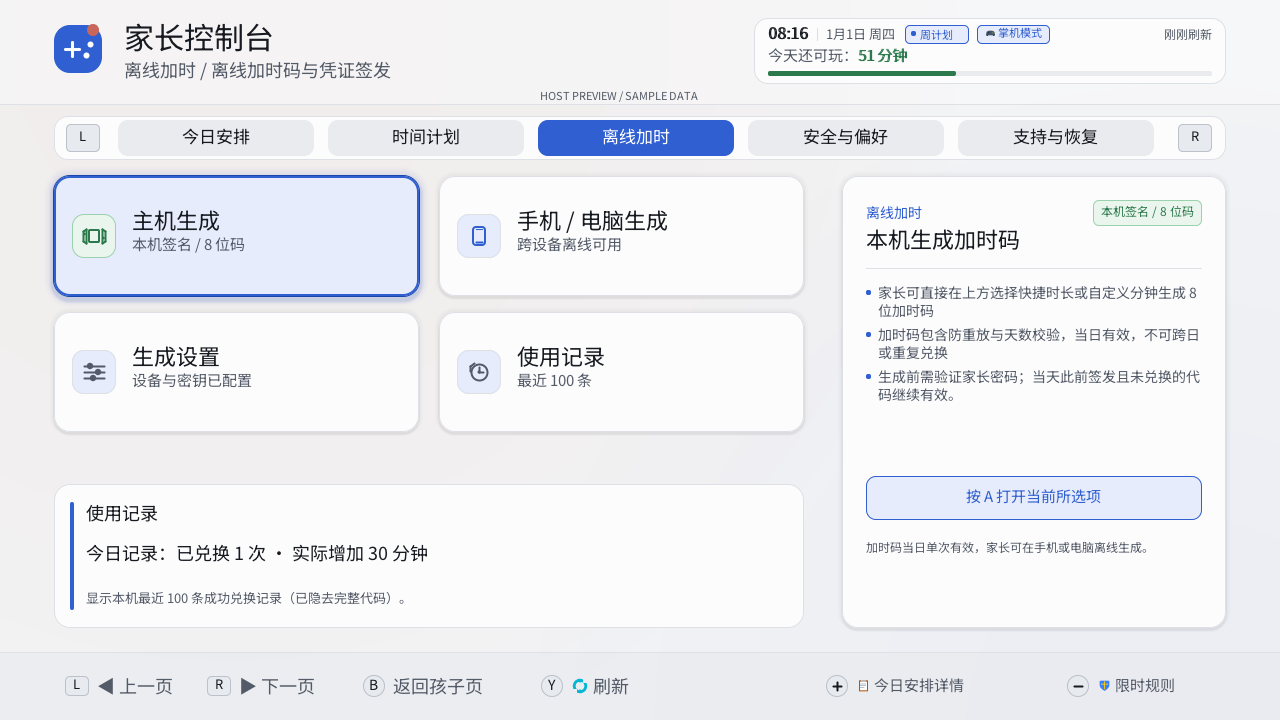 家长控制台
离线加时 / 离线加时码与凭证签发
08:16 1月1日 周四 周计划 掌机模式 刚刚刷新
今天还可玩：51 分钟
HOST PREVIEW / SAMPLE DATA
L 今日安排 时间计划 离线加时 安全与偏好 支持与恢复 R
主机生成
本机签名 / 8 位码
手机 / 电脑生成
跨设备离线可用
生成设置
设备与密钥已配置
使用记录
最近 100 条
使用记录
今日记录：已兑换 1 次 · 实际增加 30 分钟
显示本机最近 100 条成功兑换记录（已隐去完整代码）。
离线加时
本机签名 / 8 位码
本机生成加时码
家长可直接在上方选择快捷时长或自定义分钟生成 8
位加时码
加时码包含防重放与天数校验，当日有效，不可跨日
或重复兑换
生成前需验证家长密码；当天此前签发且未兑换的代
码继续有效。
按 A 打开当前所选项
加时码当日单次有效，家长可在手机或电脑离线生成。
L ◀ 上一页 R ▶ 下一页 B 返回孩子页 Y 刷新 + 今日安排详情 − 限时规则